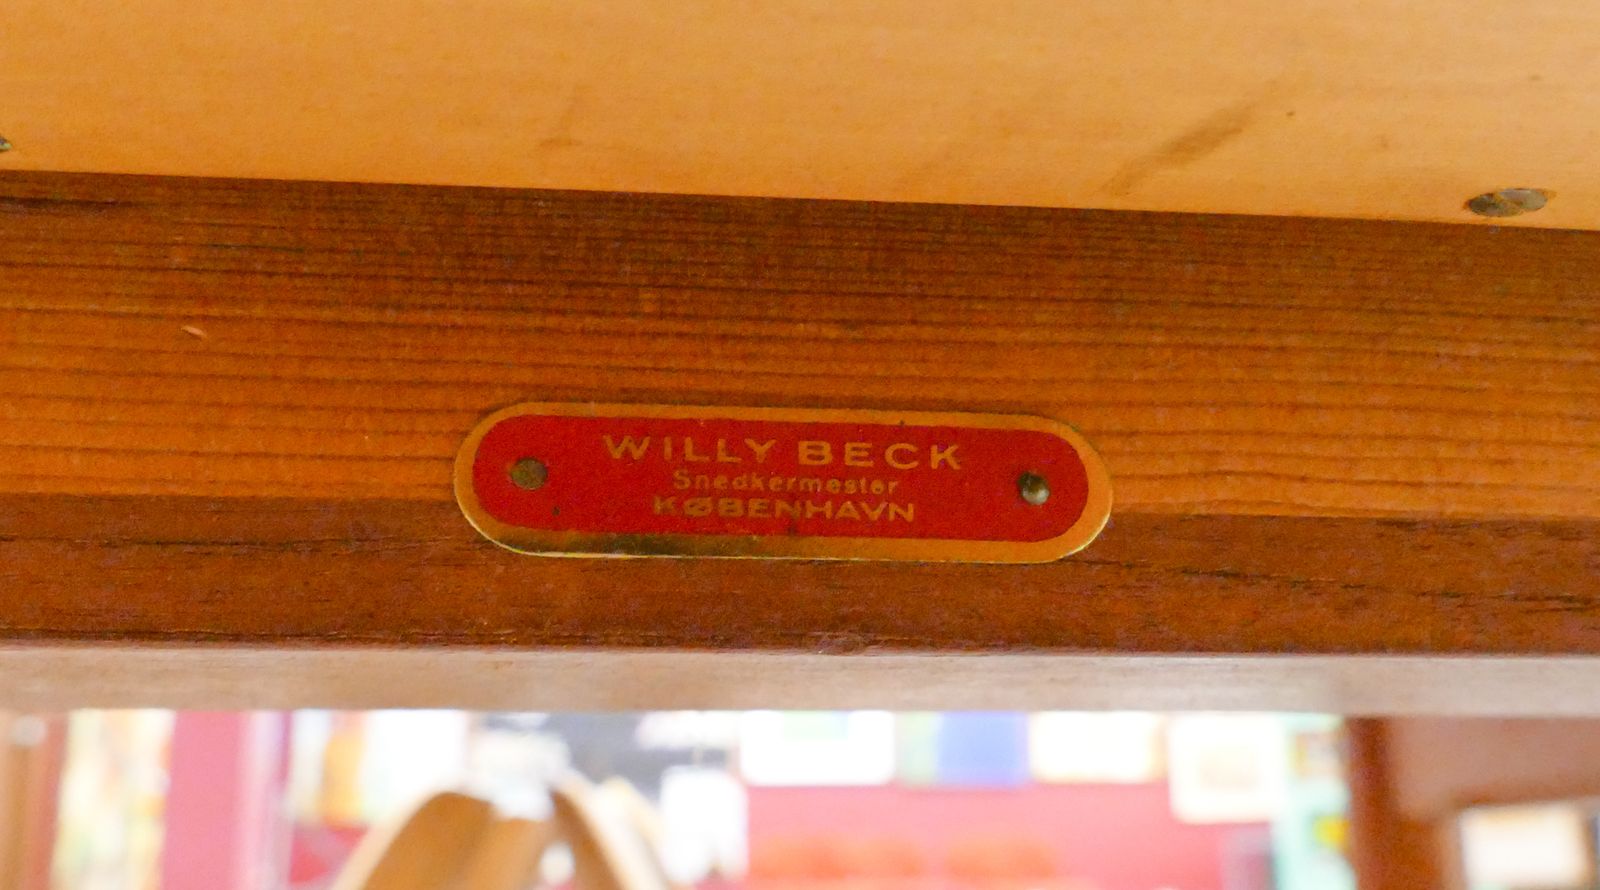 WILLY BECK
Snedkermester
KØBENHAVN